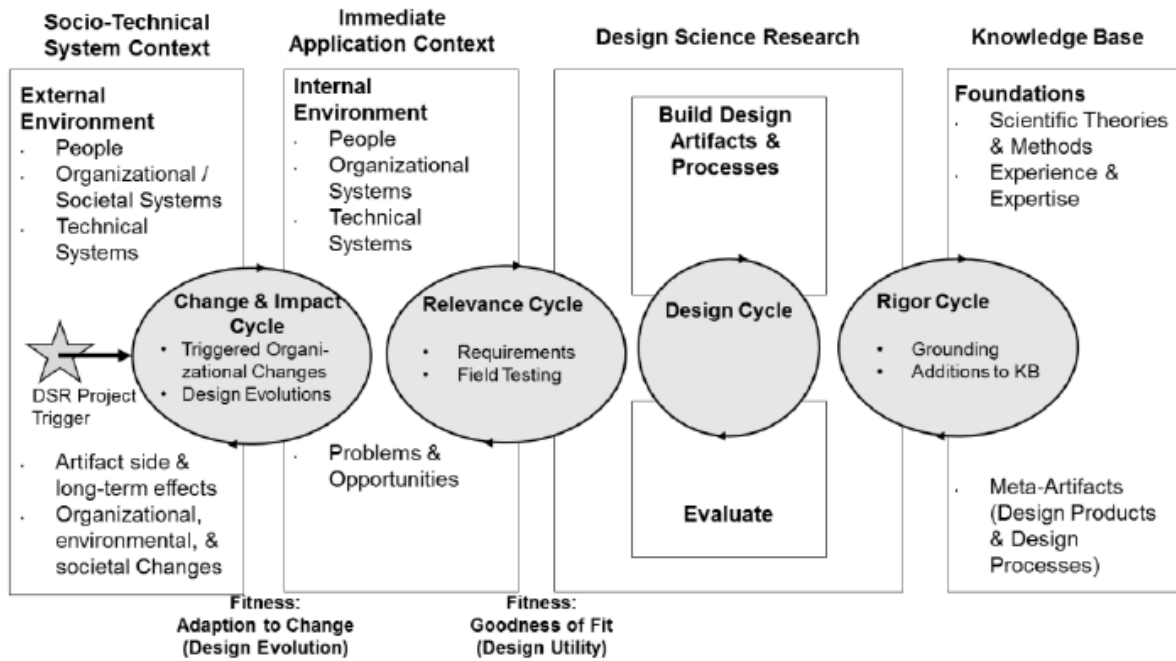 Socio-Technical
System Context
Immediate
Application Context
Design Science Research
Knowledge Base
External
Environment
. People
. Organizational /
Societal Systems
. Technical
Systems
Internal
Environment
. People
. Organizational
Systems
. Technical
Systems
Build Design
Artifacts &
Processes
Foundations
. Scientific Theories
& Methods
. Experience &
Expertise
Change & Impact
Cycle
• Triggered Organi-
zational Changes
• Design Evolutions
Relevance Cycle
• Requirements
• Field Testing
Design Cycle
Rigor Cycle
• Grounding
• Additions to KB
DSR Project
Trigger
. Artifact side &
long-term effects
. Organizational,
environmental, &
societal Changes
. Problems &
Opportunities
Evaluate
. Meta-Artifacts
(Design Products
& Design
Processes)
Fitness:
Adaption to Change
(Design Evolution)
Fitness:
Goodness of Fit
(Design Utility)